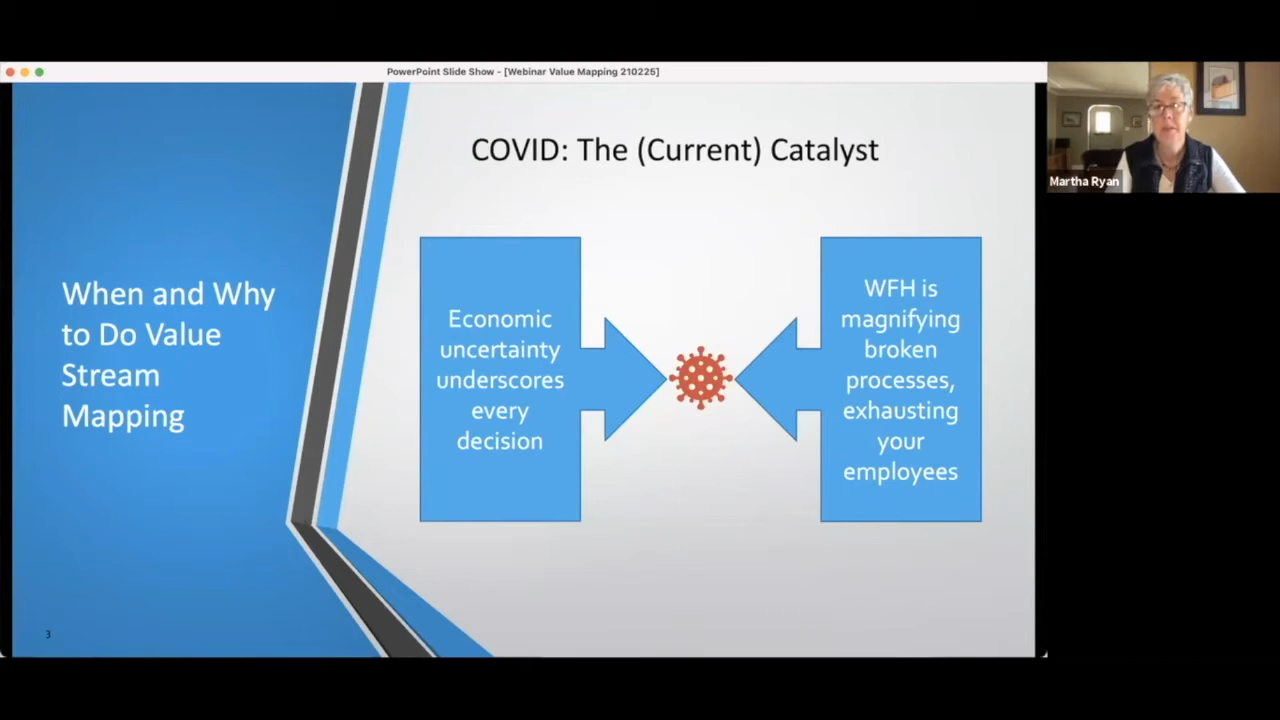 PowerPoint Slide Show - [Webinar Value Mapping 210225]
COVID: The (Current) Catalyst
When and Why
to Do Value
Stream
Mapping
Economic
uncertainty
underscores
every
decision
WFH is
magnifying
broken
processes,
exhausting
your
employees
3
Martha Ryan